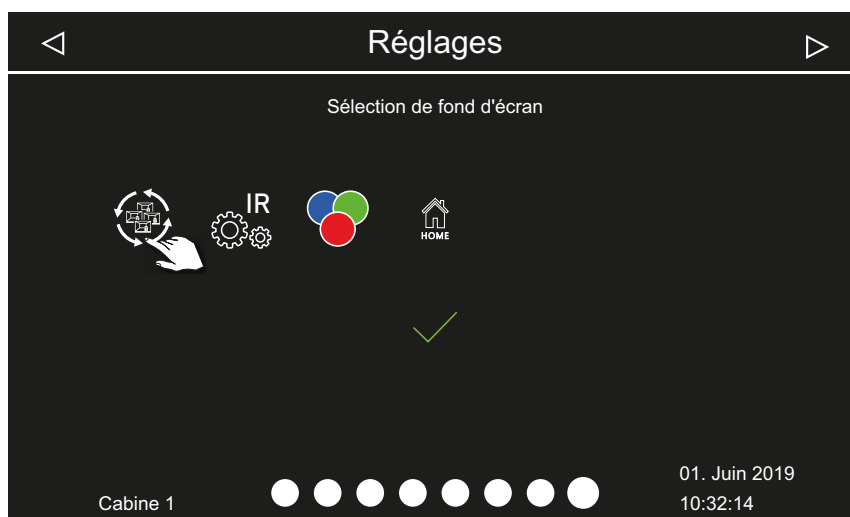 Réglages
Sélection de fond d'écran
IR
HOME
01. Juin 2019
Cabine 1
10:32:14